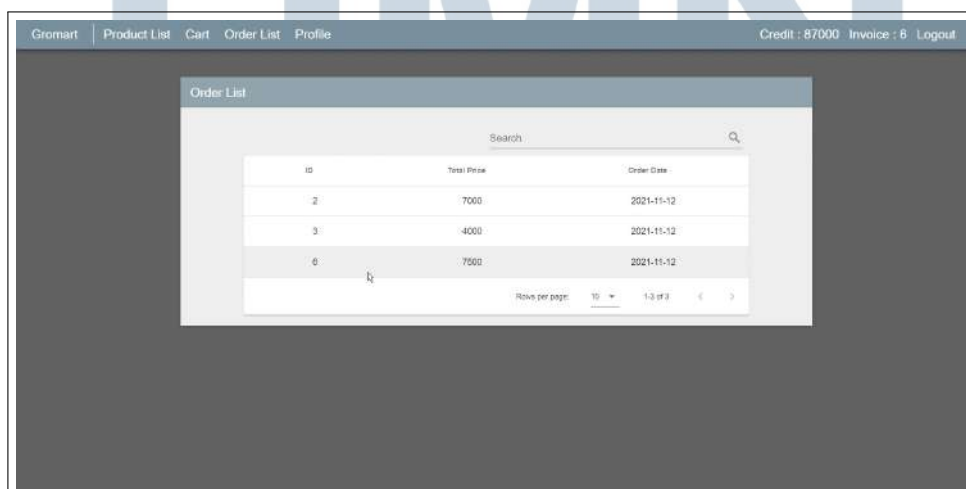 Gromart Product List Cart Order List Profile Credit : 87000 Invoice : 6 Logout
Order List
Search
ID Total Price Order Date
2 7000 2021-11-12
3 4000 2021-11-12
6 7500 2021-11-12
Rows per page: 10 1-3 of 3